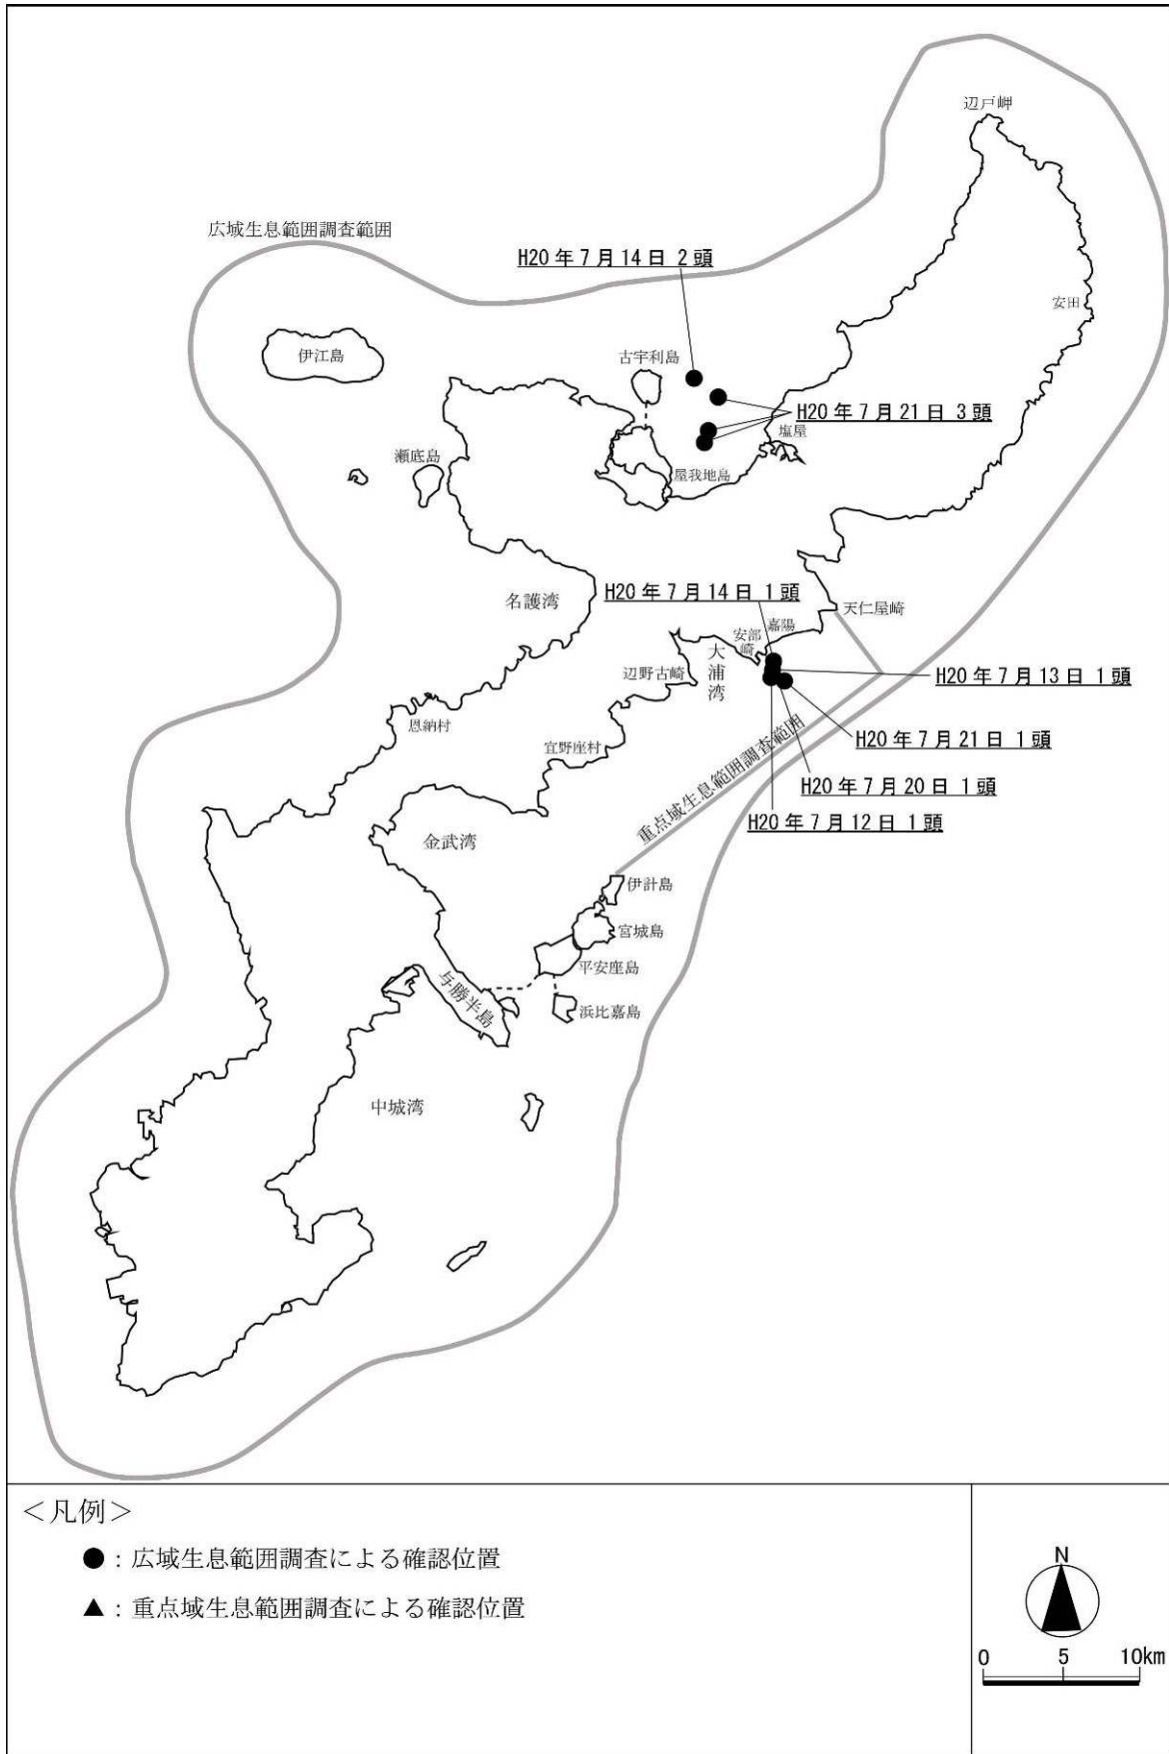 辺戸岬
広域生息範囲調査範囲
H20 年 7 月 14 日 2 頭
安田
伊江島
古宇利島
H20 年 7 月 21 日 3 頭
塩屋
瀬底島
屋我地島
H20 年 7 月 14 日 1 頭
名護湾
天仁屋崎
嘉陽
安部崎
大浦湾
辺野古崎
H20 年 7 月 13 日 1 頭
恩納村
宜野座村
H20 年 7 月 21 日 1 頭
重点域生息範囲調査範囲
H20 年 7 月 20 日 1 頭
H20 年 7 月 12 日 1 頭
金武湾
伊計島
宮城島
平安座島
与勝半島
浜比嘉島
中城湾
＜凡例＞
●：広域生息範囲調査による確認位置
▲：重点域生息範囲調査による確認位置
N
0 5 10km